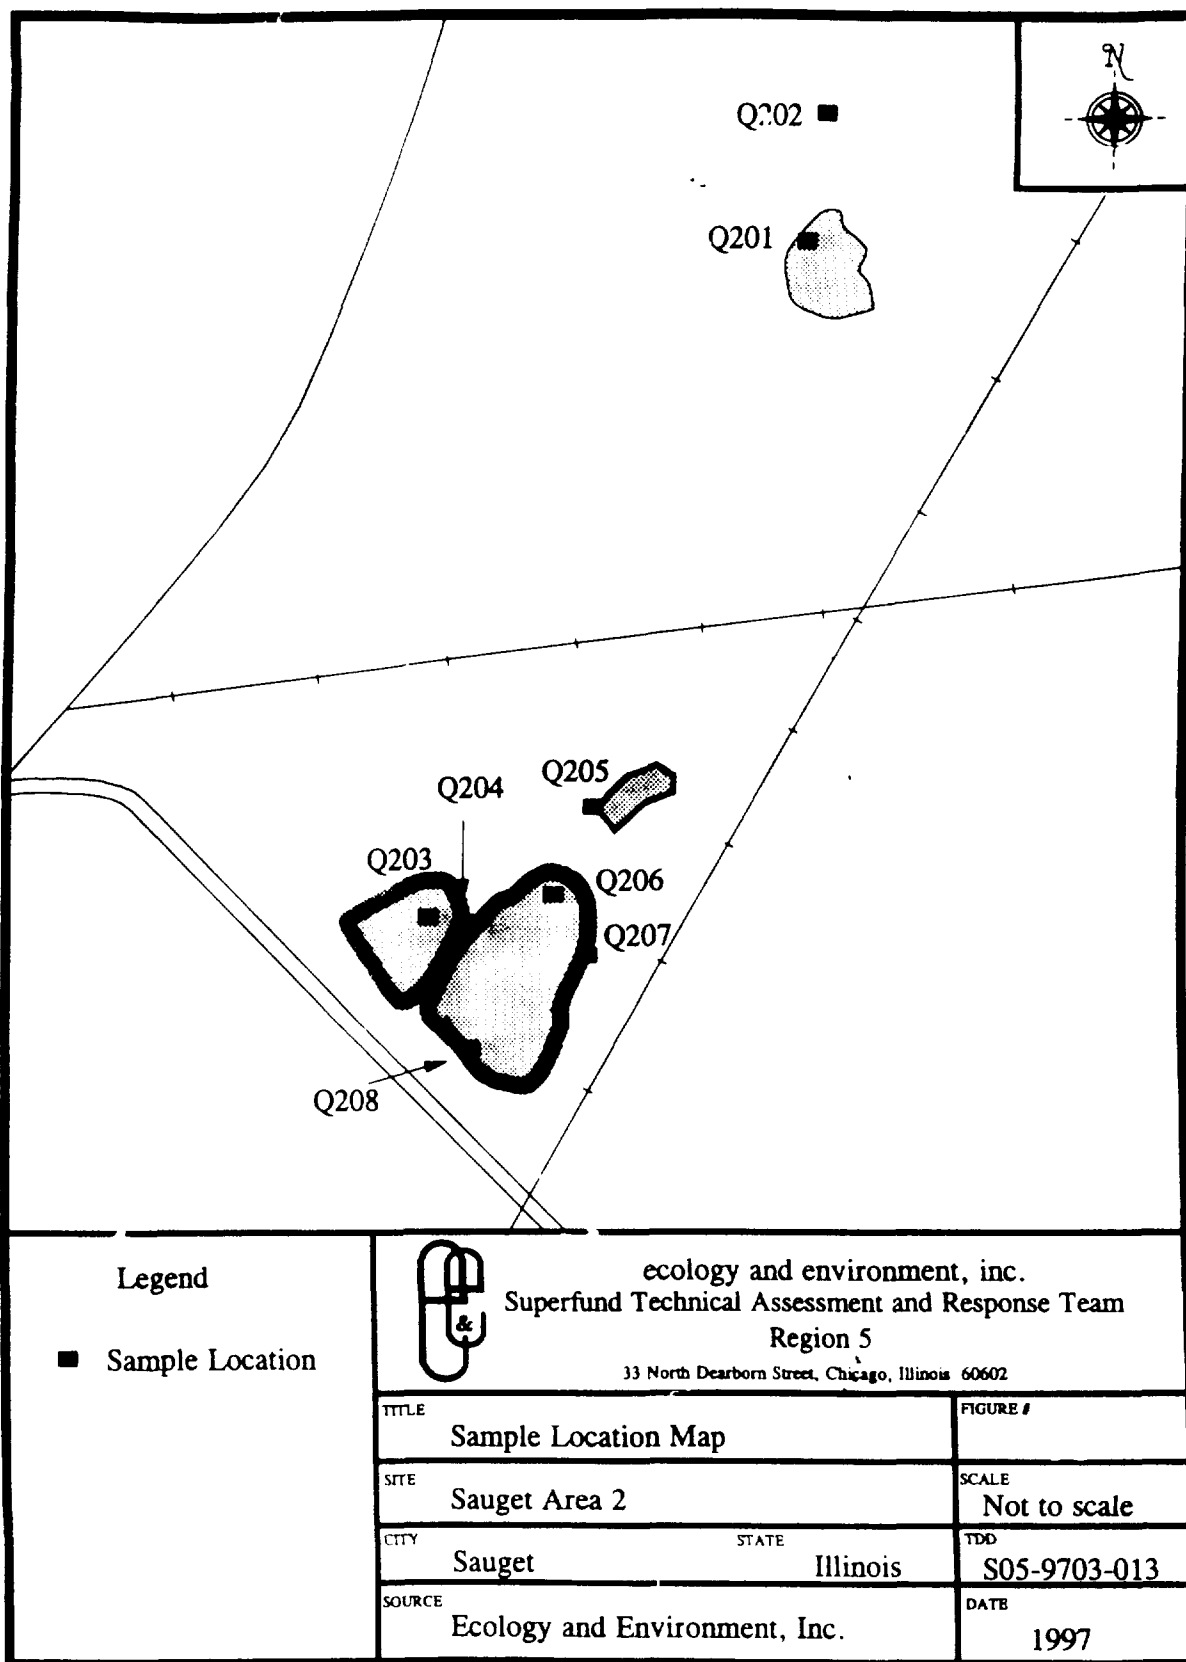 N
Q202
Q201
Q205
Q204
Q203
Q206
Q207
Q208
Legend
Sample Location
&
ecology and environment, inc.
Superfund Technical Assessment and Response Team
Region 5
33 North Dearborn Street, Chicago, Illinois 60602
TITLE
Sample Location Map
FIGURE #
SITE
Sauget Area 2
SCALE
Not to scale
CITY
Sauget
STATE
Illinois
TDD
S05-9703-013
SOURCE
Ecology and Environment, Inc.
DATE
1997